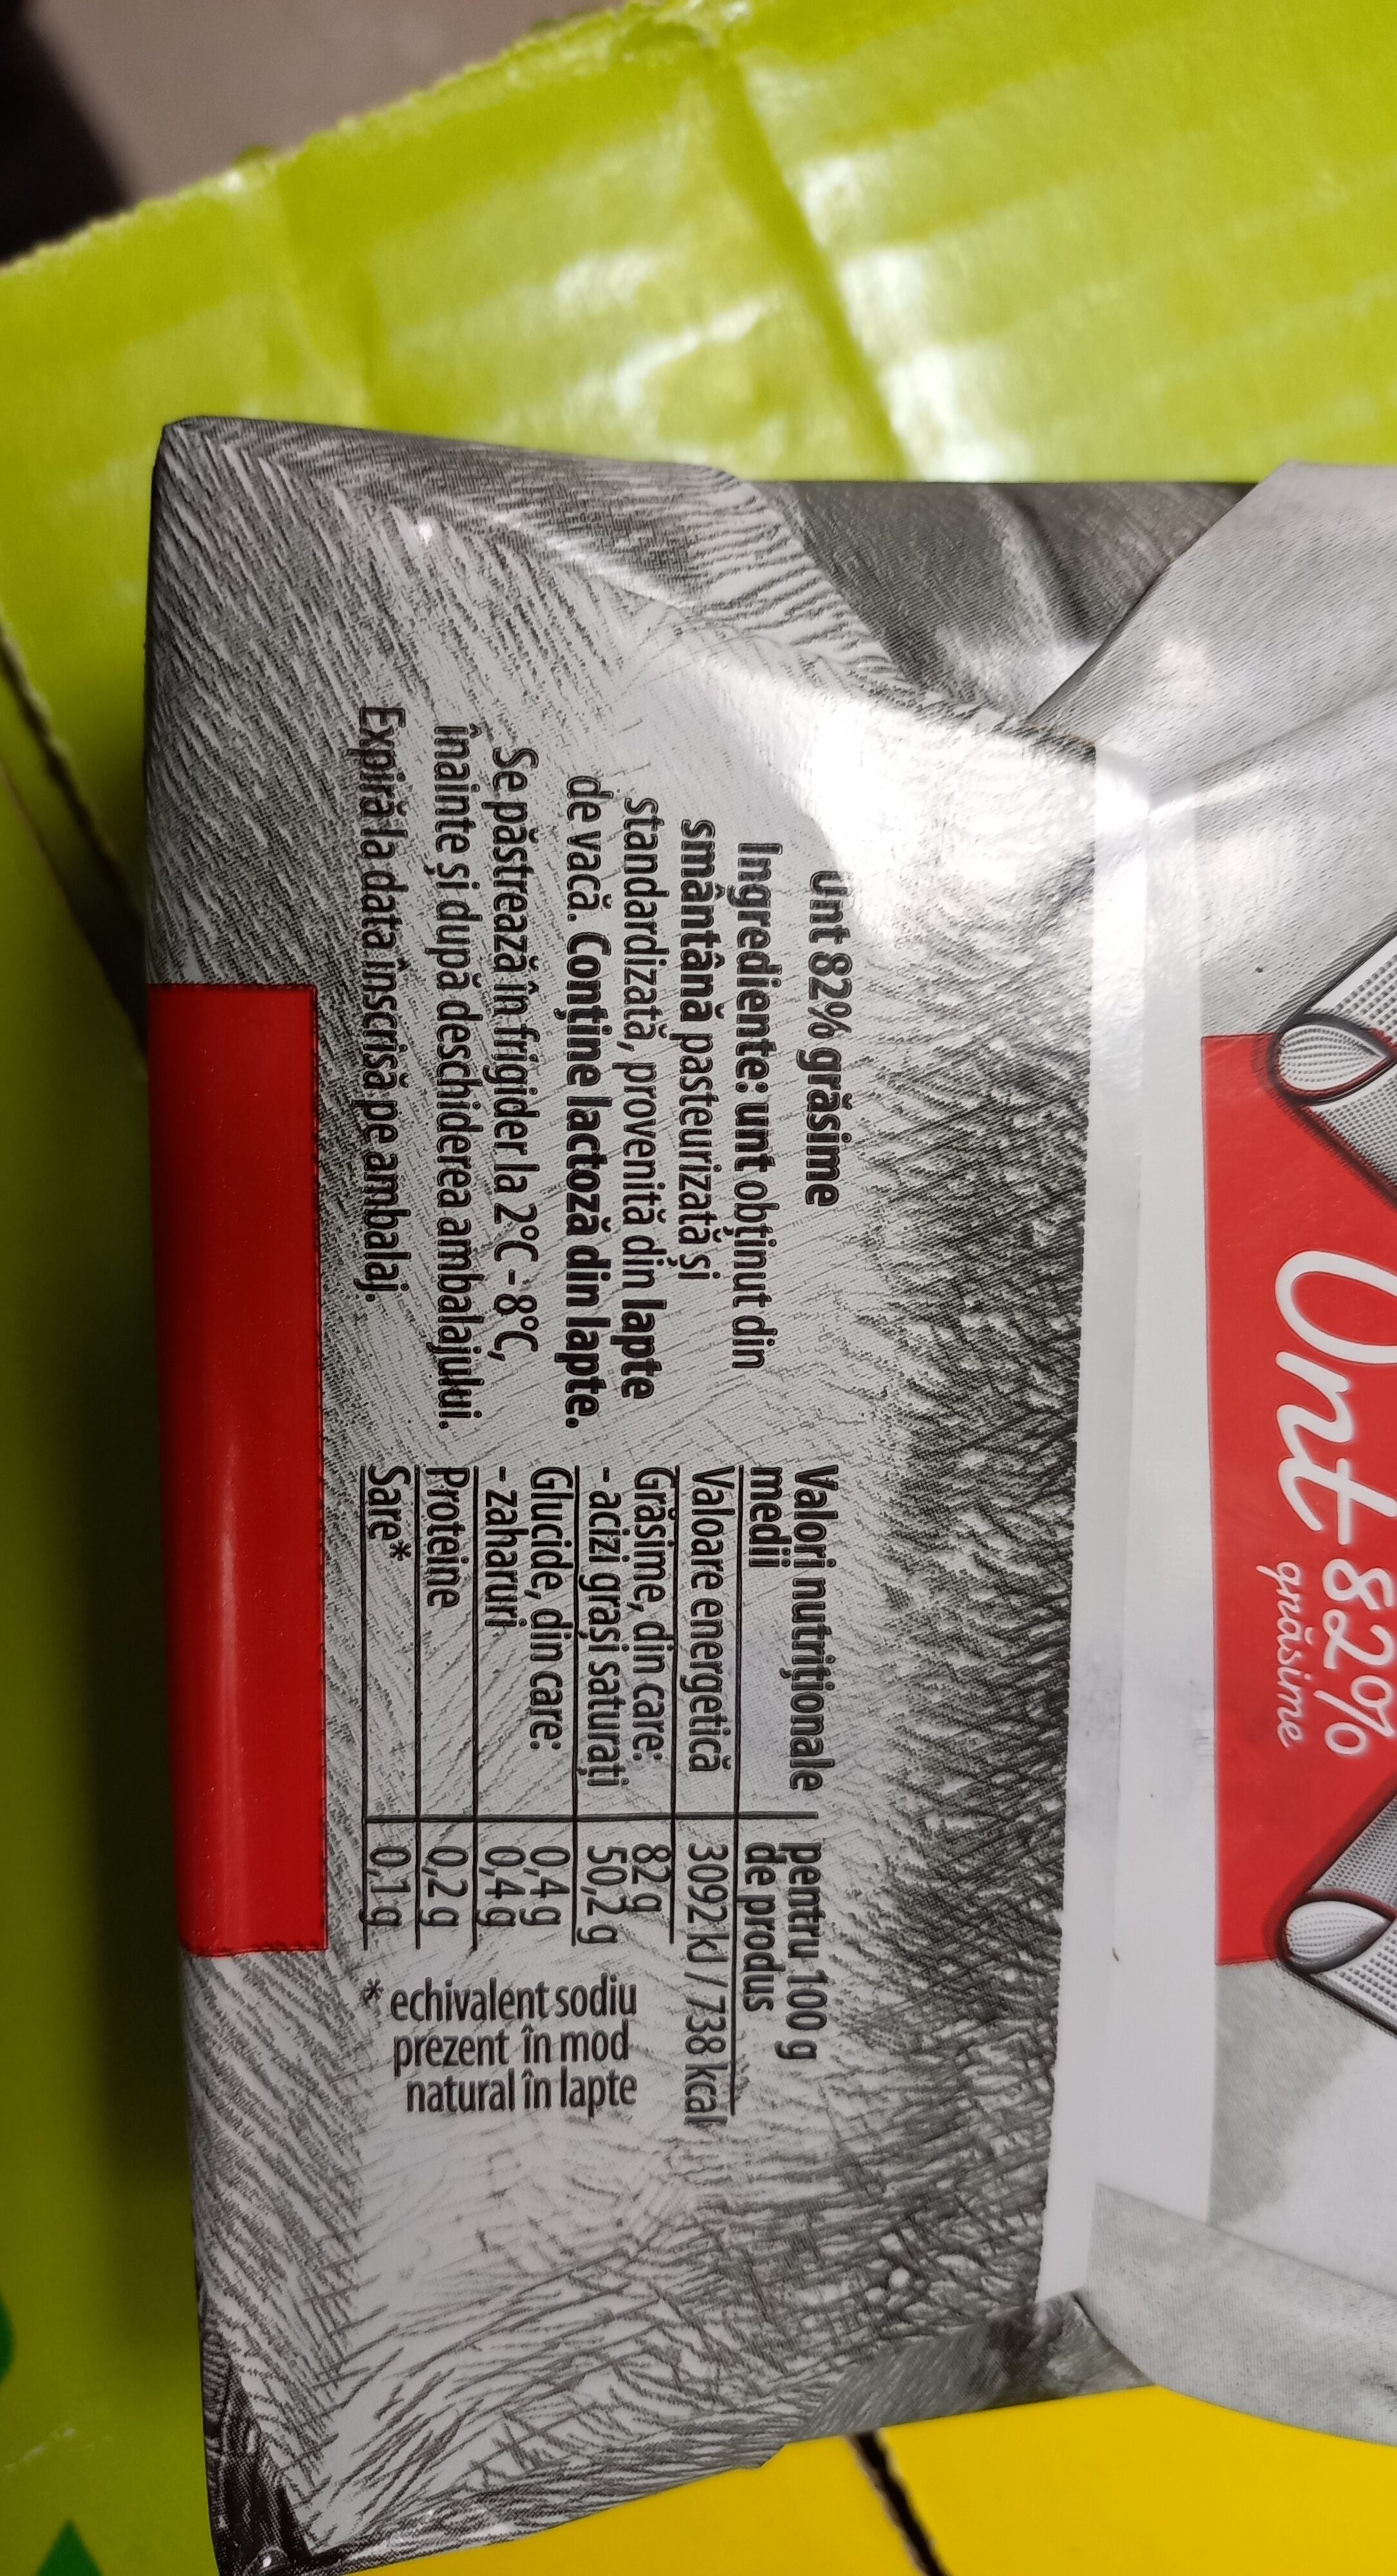 Unt 82%
grăsime
Unt 82% grăsime
Ingrediente: unt obținut din
smântână pasteurizată și
standardizată, provenită din lapte
de vacă. Conține lactoză din lapte.
Se păstrează în frigider la 2°C - 8°C,
înainte și după deschiderea ambalajului.
Expiră la data înscrisă pe ambalaj.
Valori nutriționale pentru 100 g
medii de produs
Valoare energetică 3092 kJ / 738 kcal
Grăsime, din care: 82 g
- acizi grași saturați 50,2 g
Glucide, din care: 0,4 g
- zaharuri 0,4 g
Proteine 0,2 g
Sare* 0,1 g
* echivalent sodiu
prezent în mod
natural în lapte